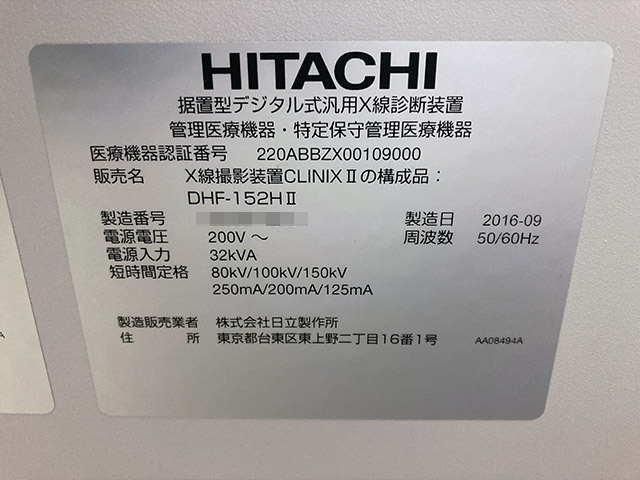 HITACHI
据置型デジタル式汎用X線診断装置
管理医療機器・特定保守管理医療機器
医療機器認証番号 220ABBZX00109000
販売名 X線撮影装置CLINIX Ⅱの構成品：
DHF-152HⅡ
製造番号 製造日 2016-09
電源電圧 200V ～ 周波数 50/60Hz
電源入力 32kVA
短時間定格 80kV/100kV/150kV
250mA/200mA/125mA
製造販売業者 株式会社日立製作所
住 所 東京都台東区東上野二丁目16番1号 AA08494A
A